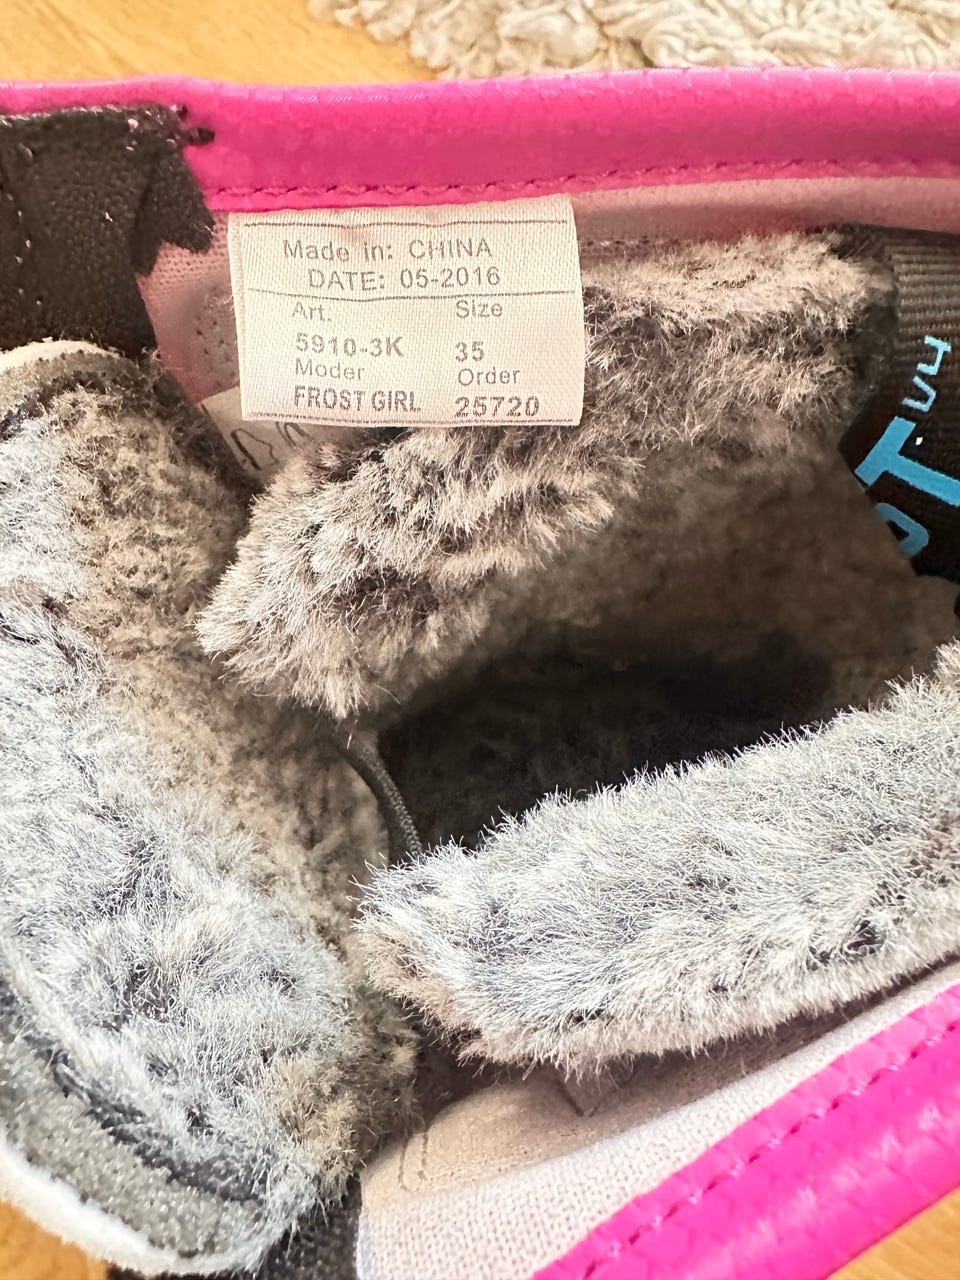 Made in: CHINA
DATE: 05-2016
Art. Size
5910-3K 35
Moder Order
FROST GIRL 25720